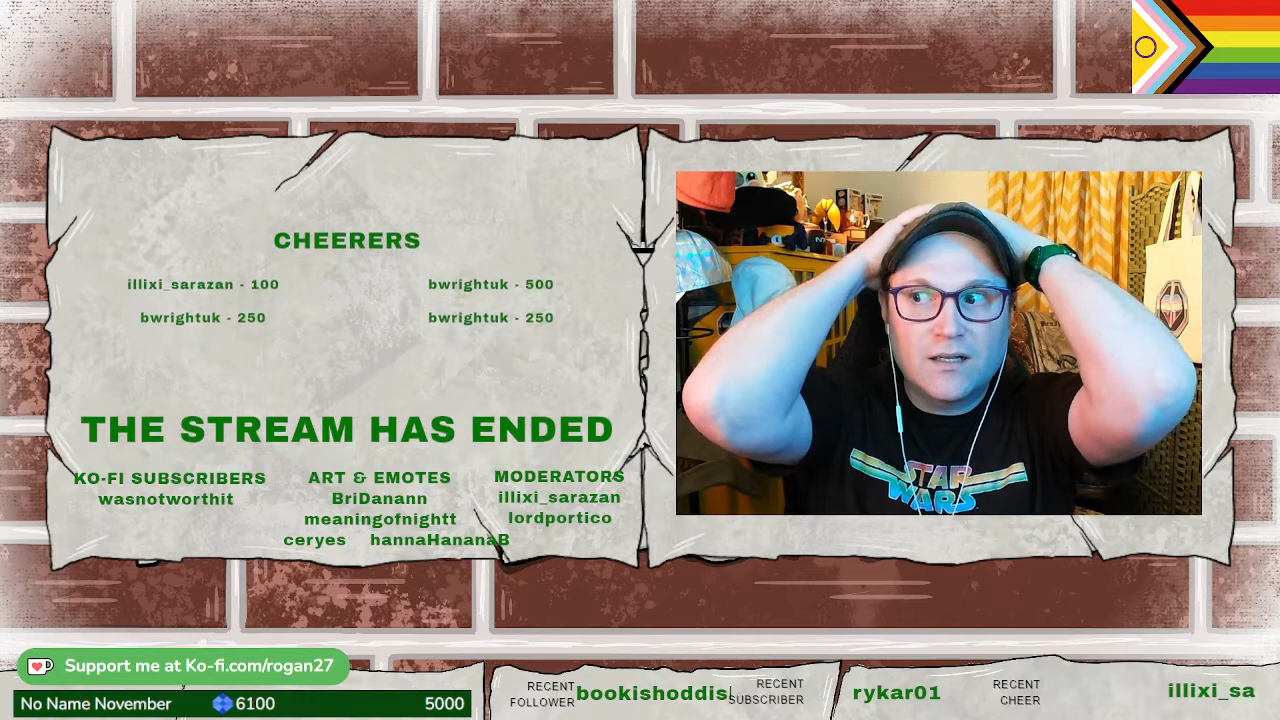 CHEERERS
illixi_sarazan - 100
bwrightuk - 500
bwrightuk - 250
bwrightuk - 250
THE STREAM HAS ENDED
KO-FI SUBSCRIBERS
wasnotworthit
ART & EMOTES
BriDanann
meaningofnightt
ceryes hannaHananaB
MODERATORS
illixi_sarazan
lordportico
STAR
WARS
Support me at Ko-fi.com/rogan27
No Name November 6100 5000
RECENT
FOLLOWER
bookishoddis
RECENT
SUBSCRIBER
rykar01
RECENT
CHEER
illixi_sa